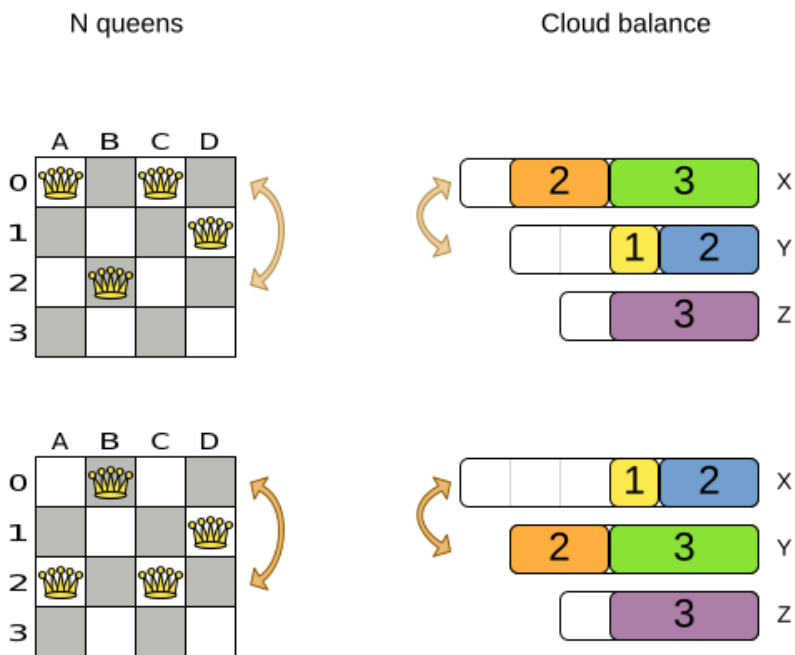 N queens
Cloud balance
A B C D
0
1
2
3
2 3 X
1 2 Y
3 Z
A B C D
0
1
2
3
1 2 X
2 3 Y
3 Z